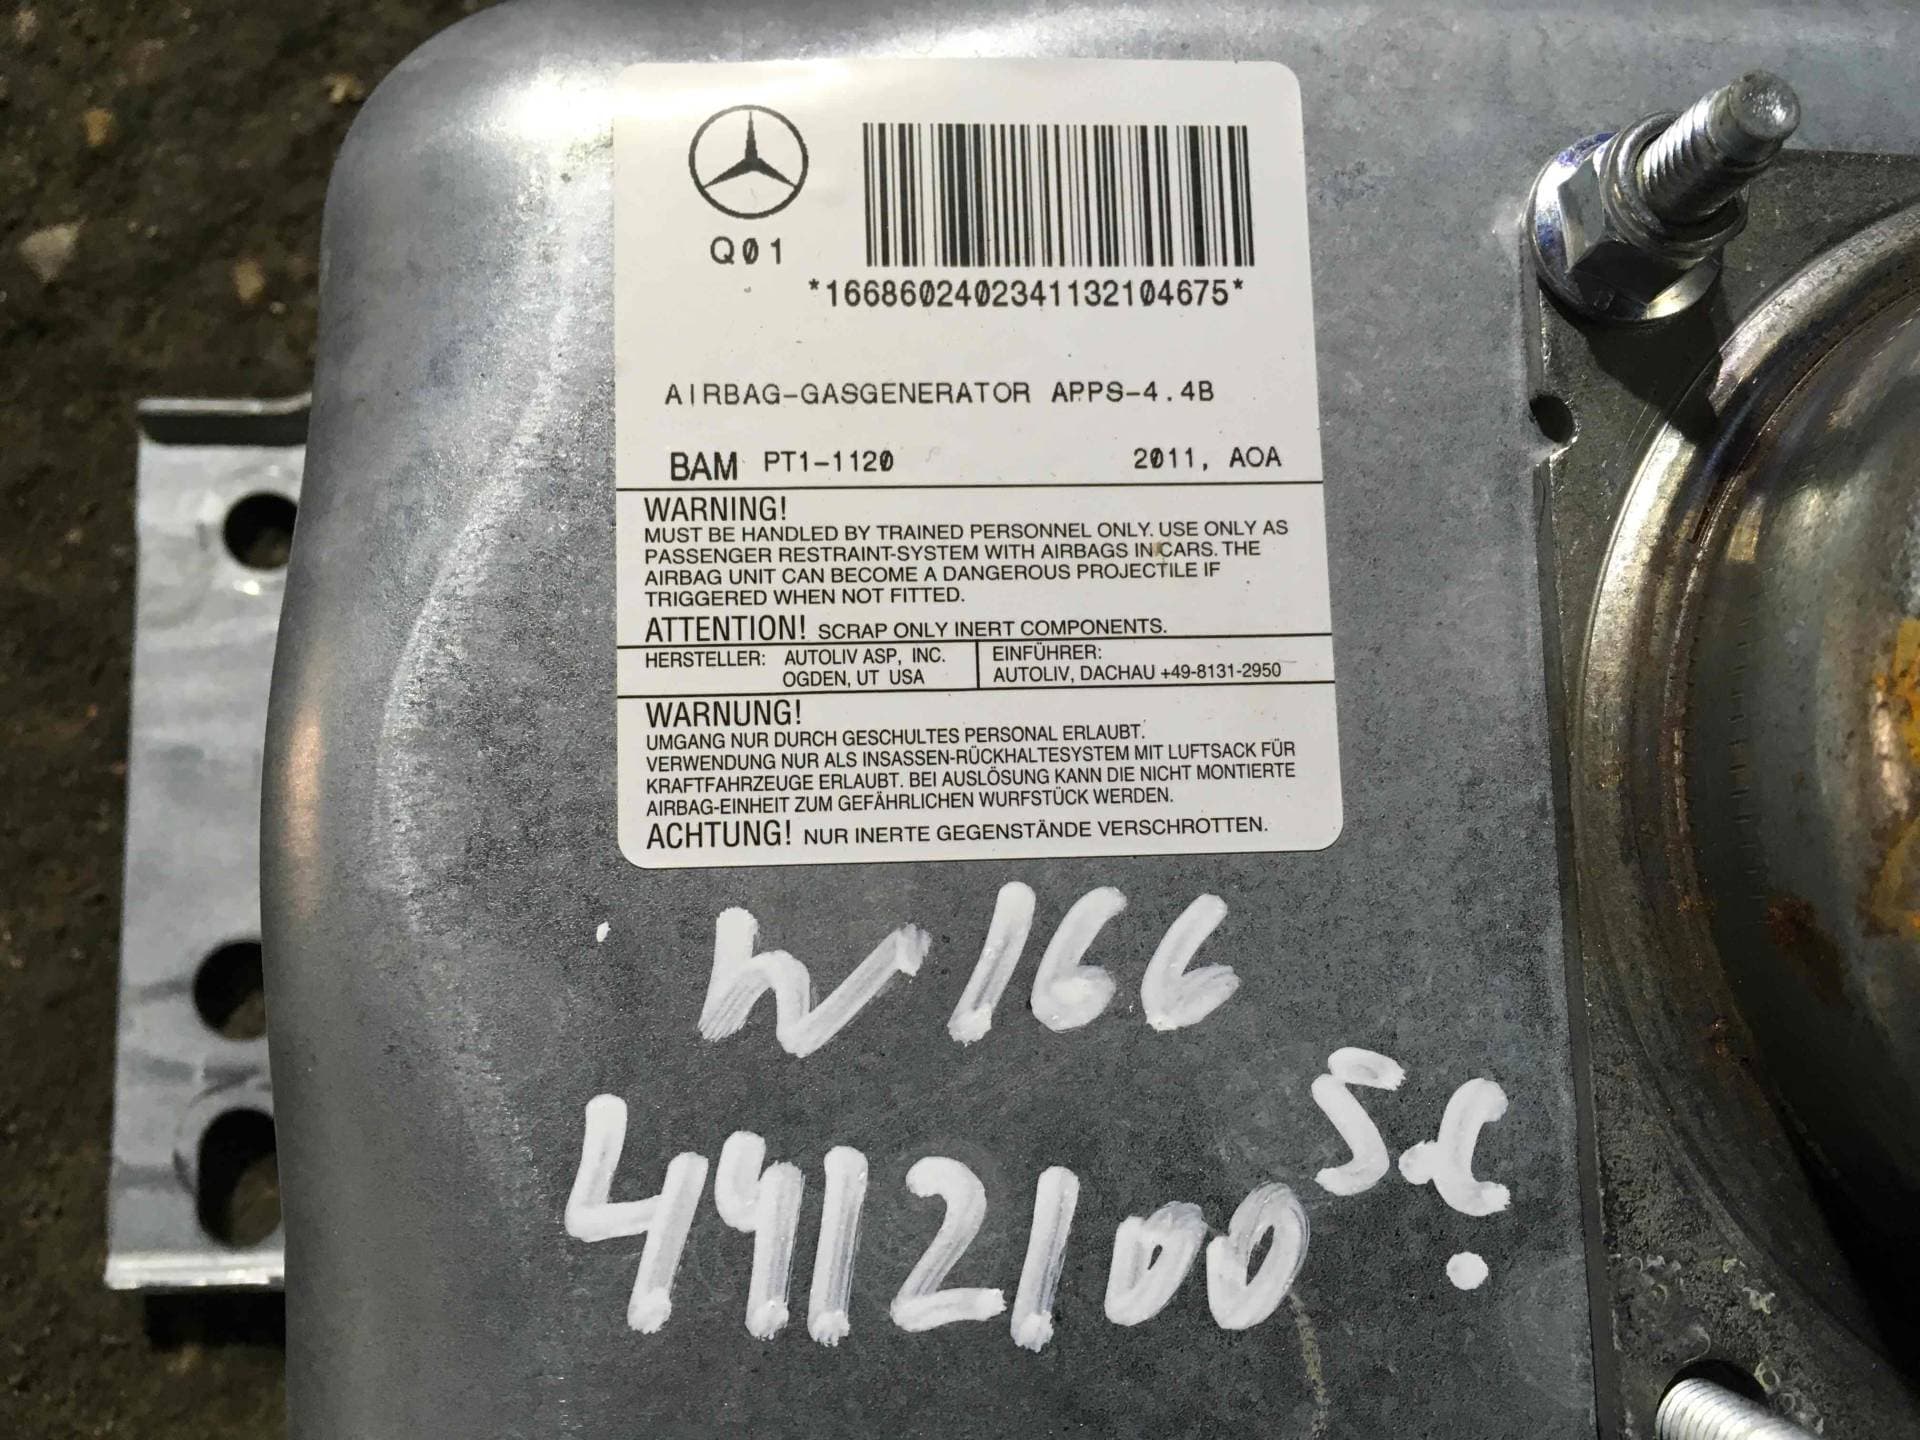 Q01
*1668602402341132104675*
AIRBAG-GASGENERATOR APPS-4.4B
BAM PT1-1120 2011, AOA
WARNING!
MUST BE HANDLED BY TRAINED PERSONNEL ONLY. USE ONLY AS
PASSENGER RESTRAINT-SYSTEM WITH AIRBAGS IN CARS. THE
AIRBAG UNIT CAN BECOME A DANGEROUS PROJECTILE IF
TRIGGERED WHEN NOT FITTED.
ATTENTION! SCRAP ONLY INERT COMPONENTS.
HERSTELLER: AUTOLIV ASP, INC.
OGDEN, UT USA
EINFÜHRER:
AUTOLIV, DACHAU +49-8131-2950
WARNUNG!
UMGANG NUR DURCH GESCHULTES PERSONAL ERLAUBT.
VERWENDUNG NUR ALS INSASSEN-RÜCKHALTESYSTEM MIT LUFTSACK FÜR
KRAFTFAHRZEUGE ERLAUBT. BEI AUSLÖSUNG KANN DIE NICHT MONTIERTE
AIRBAG-EINHEIT ZUM GEFÄHRLICHEN WURFSTÜCK WERDEN.
ACHTUNG! NUR INERTE GEGENSTÄNDE VERSCHROTTEN.
W166
4412100